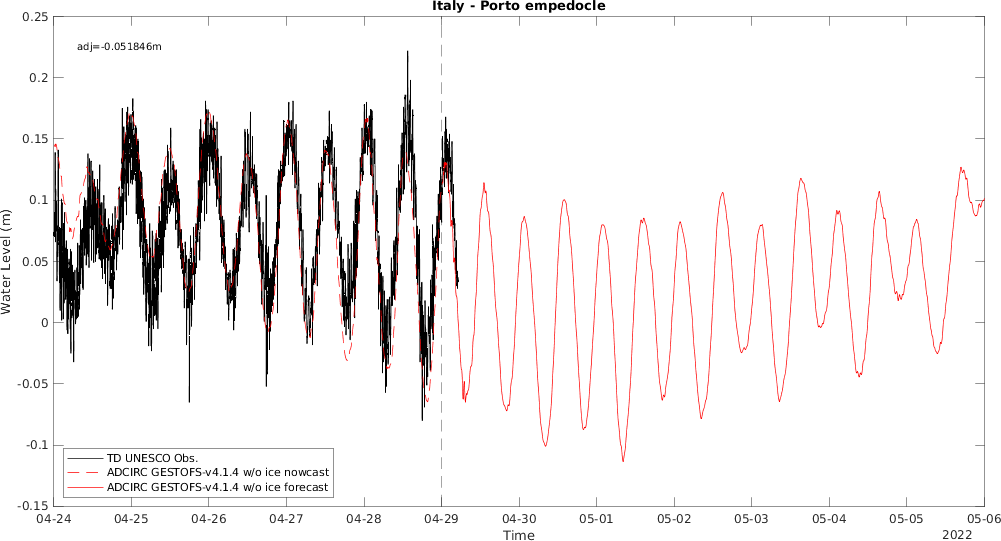 Italy - Porto empedocle
adj=-0.051846m
Water Level (m)
0.25
0.2
0.15
0.1
0.05
0
-0.05
-0.1
-0.15
TD UNESCO Obs.
ADCIRC GESTOFS-v4.1.4 w/o ice nowcast
ADCIRC GESTOFS-v4.1.4 w/o ice forecast
04-24 04-25 04-26 04-27 04-28 04-29 04-30 05-01 05-02 05-03 05-04 05-05 05-06
Time
2022